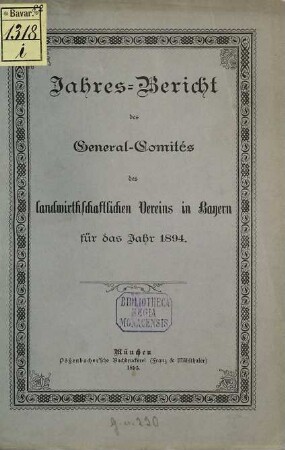 Bavar.
1318
i
Jahres-Bericht
des
General-Comités
des
landwirthschaftlichen Vereins in Bayern
für das Jahr 1894.
BIBLIOTHECA
REGIA
MONACENSIS
München
Pössenbacher'sche Buchdruckerei (Franz & Mühlthaler)
1895.